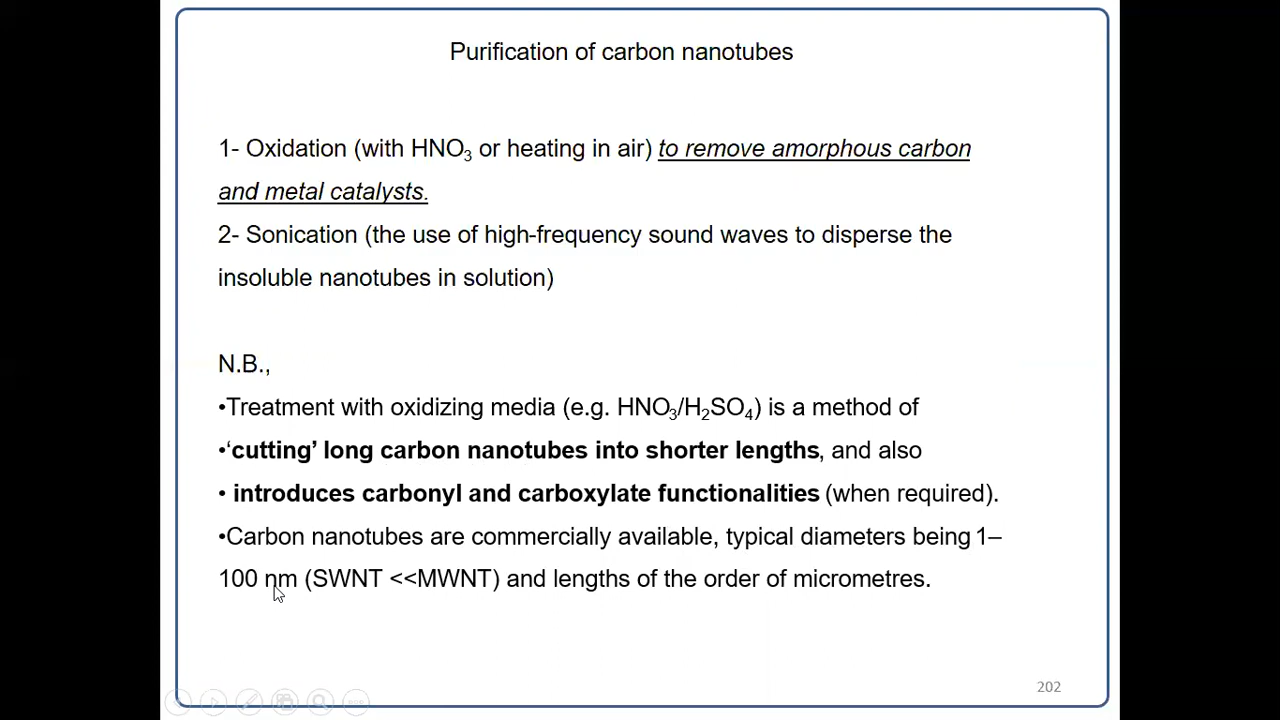 Purification of carbon nanotubes
1- Oxidation (with HNO₃ or heating in air) to remove amorphous carbon
and metal catalysts.
2- Sonication (the use of high-frequency sound waves to disperse the
insoluble nanotubes in solution)
N.B.,
•Treatment with oxidizing media (e.g. HNO₃/H₂SO₄) is a method of
•‘cutting’ long carbon nanotubes into shorter lengths, and also
• introduces carbonyl and carboxylate functionalities (when required).
•Carbon nanotubes are commercially available, typical diameters being 1–
100 nm (SWNT <<MWNT) and lengths of the order of micrometres.
202